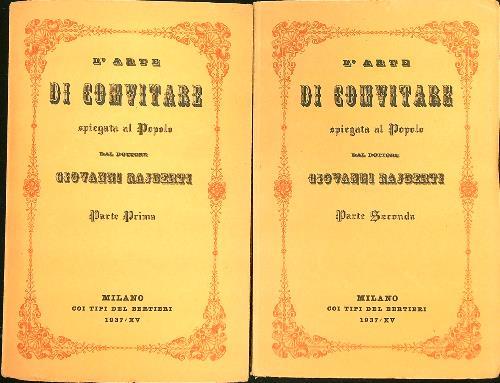 L' ARTE
DI CONVITARE
spiegata al Popolo
DAL DOTTORE
GIOVANNI RAJBERTI
Parte Prima
MILANO
COI TIPI DEL BERTIERI
1937/XV
L' ARTE
DI CONVITARE
spiegata al Popolo
DAL DOTTORE
GIOVANNI RAJBERTI
Parte Seconda
MILANO
COI TIPI DEL BERTIERI
1937/XV